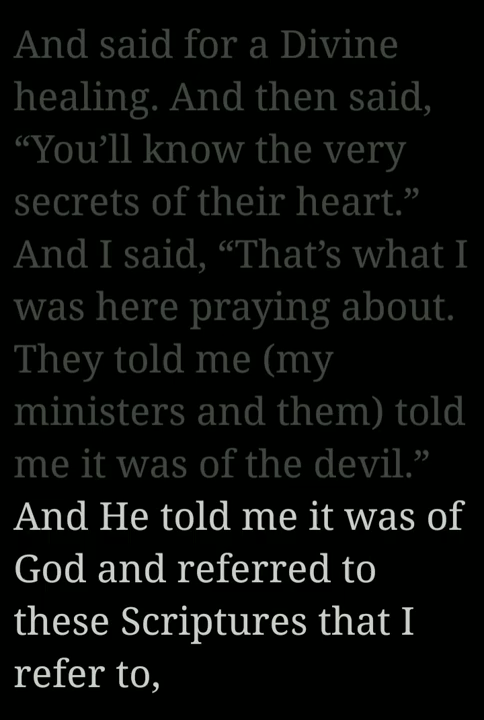 And said for a Divine
healing. And then said,
“You’ll know the very
secrets of their heart.”
And I said, “That’s what I
was here praying about.
They told me (my
ministers and them) told
me it was of the devil.”
And He told me it was of
God and referred to
these Scriptures that I
refer to,